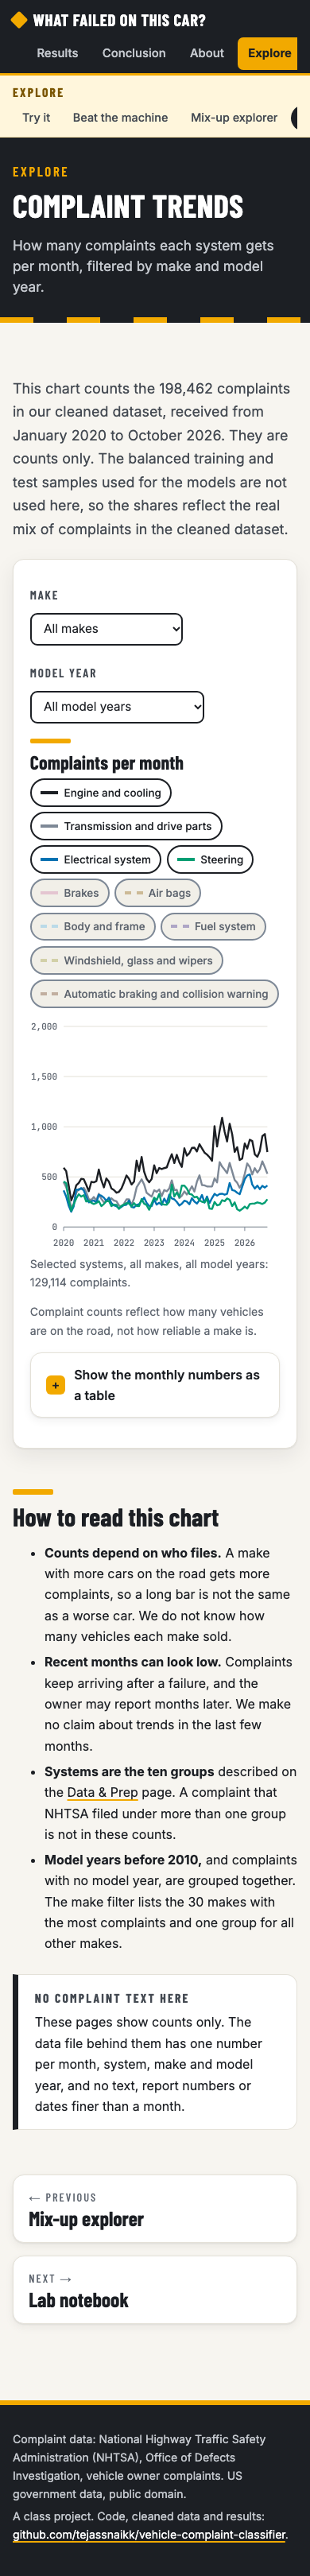 WHAT FAILED ON THIS CAR?
Results Conclusion About Explore
EXPLORE
Try it Beat the machine Mix-up explorer
EXPLORE
COMPLAINT TRENDS
How many complaints each system gets
per month, filtered by make and model
year.
This chart counts the 198,462 complaints
in our cleaned dataset, received from
January 2020 to October 2026. They are
counts only. The balanced training and
test samples used for the models are not
used here, so the shares reflect the real
mix of complaints in the cleaned dataset.
MAKE
All makes
MODEL YEAR
All model years
Complaints per month
Engine and cooling
Transmission and drive parts
Electrical system Steering
Brakes Air bags
Body and frame Fuel system
Windshield, glass and wipers
Automatic braking and collision warning
2,000
1,500
1,000
500
0
2020 2021 2022 2023 2024 2025 2026
Selected systems, all makes, all model years:
129,114 complaints.
Complaint counts reflect how many vehicles
are on the road, not how reliable a make is.
+ Show the monthly numbers as
a table
How to read this chart
• Counts depend on who files. A make
with more cars on the road gets more
complaints, so a long bar is not the same
as a worse car. We do not know how
many vehicles each make sold.
• Recent months can look low. Complaints
keep arriving after a failure, and the
owner may report months later. We make
no claim about trends in the last few
months.
• Systems are the ten groups described on
the Data & Prep page. A complaint that
NHTSA filed under more than one group
is not in these counts.
• Model years before 2010, and complaints
with no model year, are grouped together.
The make filter lists the 30 makes with
the most complaints and one group for all
other makes.
NO COMPLAINT TEXT HERE
These pages show counts only. The
data file behind them has one number
per month, system, make and model
year, and no text, report numbers or
dates finer than a month.
← PREVIOUS
Mix-up explorer
NEXT →
Lab notebook
Complaint data: National Highway Traffic Safety
Administration (NHTSA), Office of Defects
Investigation, vehicle owner complaints. US
government data, public domain.
A class project. Code, cleaned data and results:
github.com/tejassnaikk/vehicle-complaint-classifier.